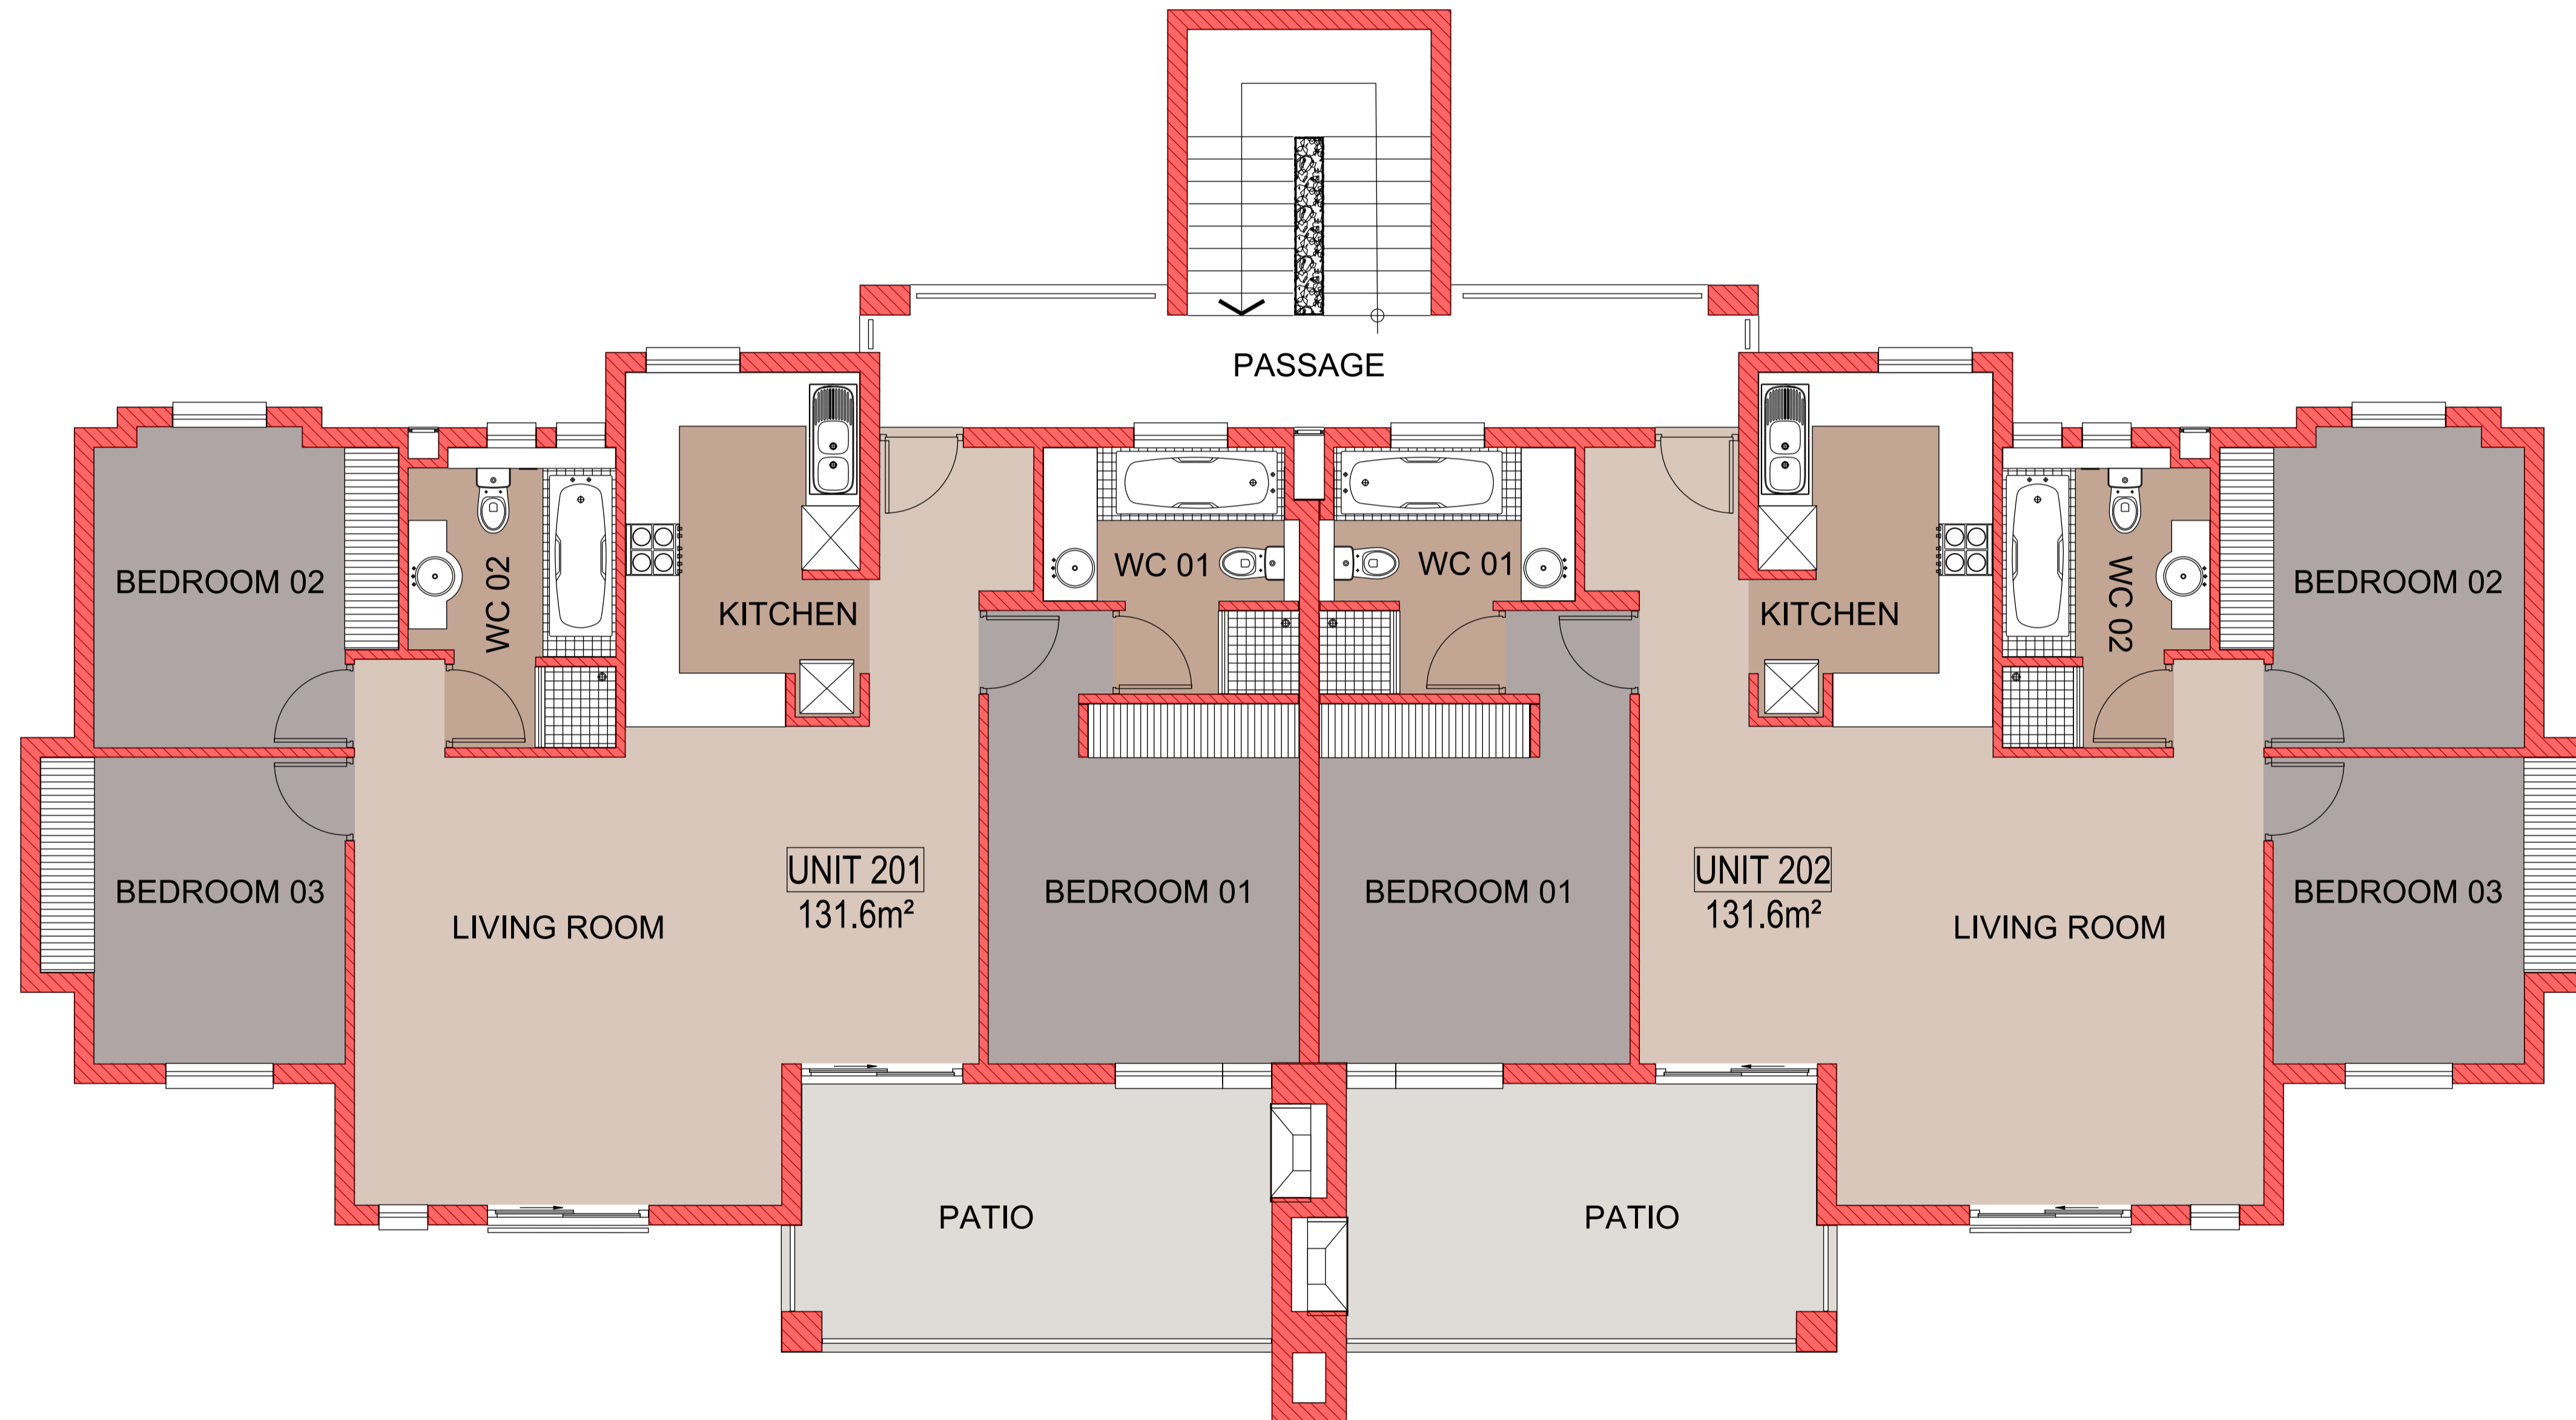 PASSAGE
BEDROOM 02
WC 02
KITCHEN
WC 01
WC 01
KITCHEN
WC 02
BEDROOM 02
BEDROOM 03
LIVING ROOM
UNIT 201
131.6m²
BEDROOM 01
BEDROOM 01
UNIT 202
131.6m²
LIVING ROOM
BEDROOM 03
PATIO
PATIO